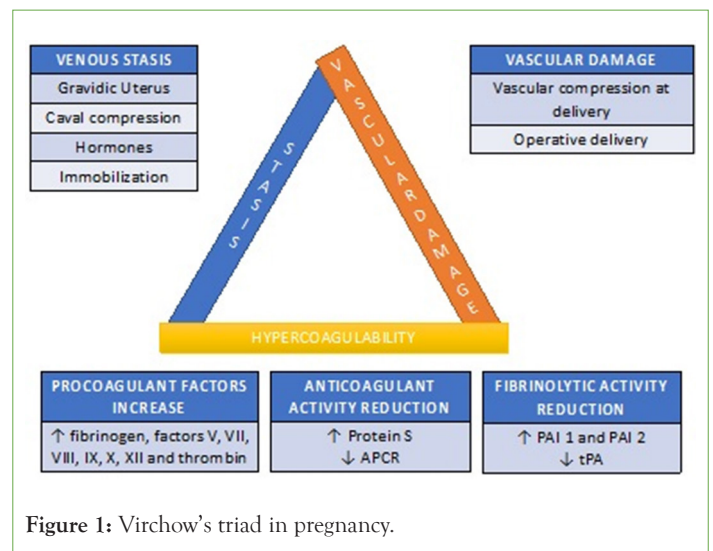 VENOUS STASIS
Gravidic Uterus
Caval compression
Hormones
Immobilization
VASCULAR DAMAGE
Vascular compression at
delivery
Operative delivery
STASIS
VASCULAR DAMAGE
HYPERCOAGULABILITY
PROCOAGULANT FACTORS
INCREASE
↑ fibrinogen, factors V, VII,
VIII, IX, X, XII and thrombin
ANTICOAGULANT
ACTIVITY REDUCTION
↑ Protein S
↓ APCR
FIBRINOLYTIC ACTIVITY
REDUCTION
↑ PAI 1 and PAI 2
↓ tPA
Figure 1: Virchow’s triad in pregnancy.